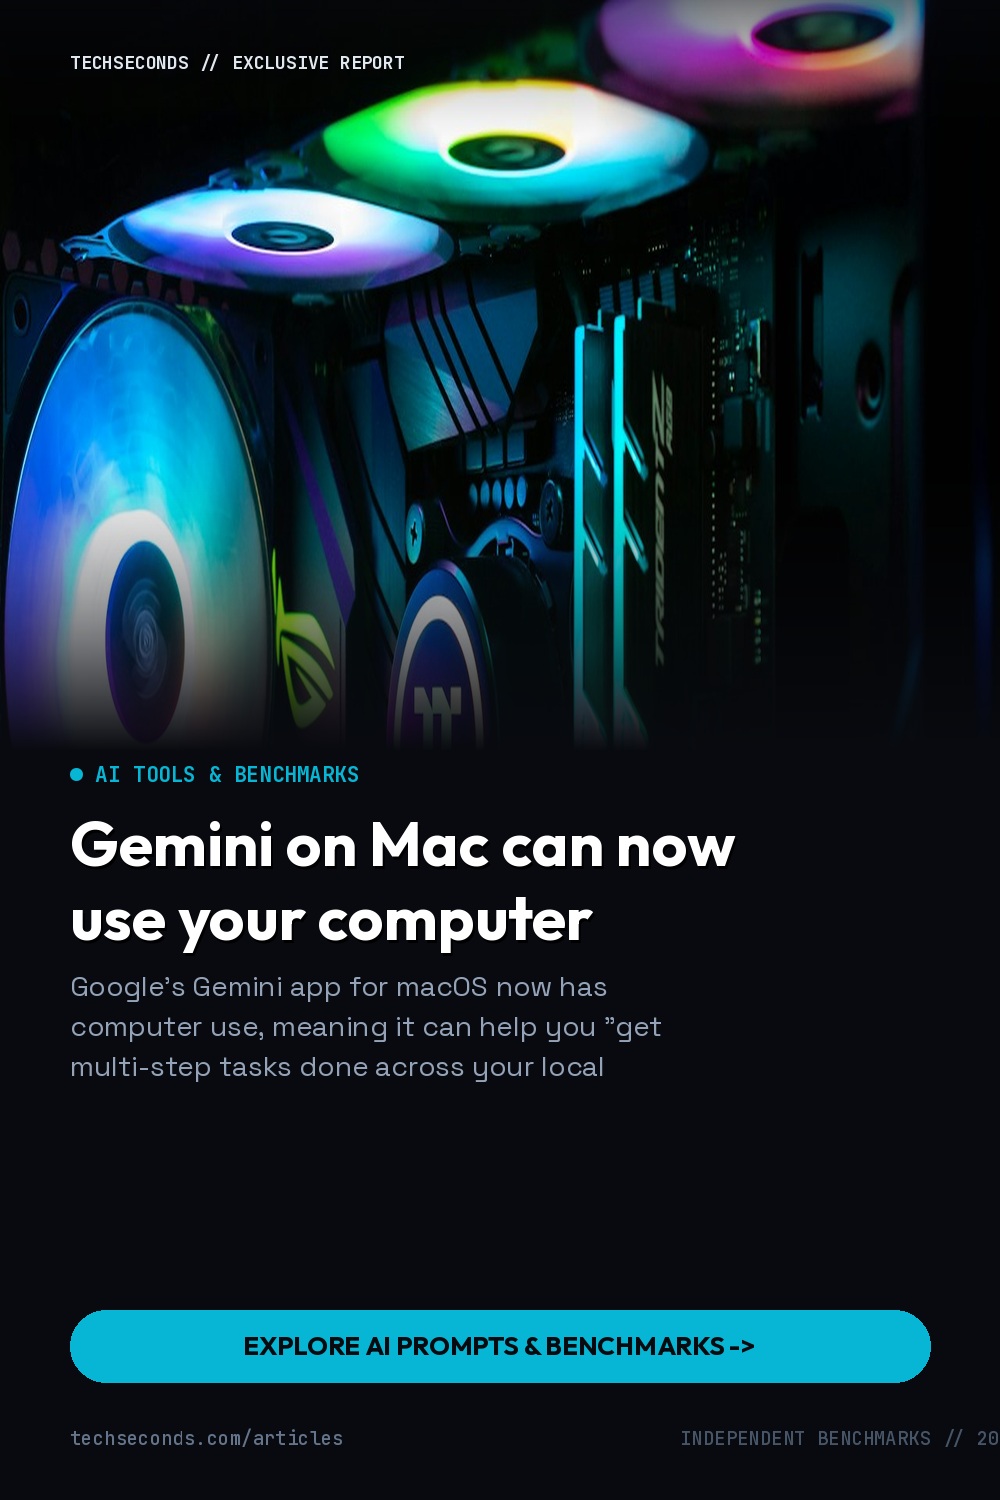 TECHSECONDS // EXCLUSIVE REPORT
TRIDENT Z RGB
AI TOOLS & BENCHMARKS
Gemini on Mac can now
use your computer
Google's Gemini app for macOS now has
computer use, meaning it can help you ”get
multi-step tasks done across your local
EXPLORE AI PROMPTS & BENCHMARKS ->
techseconds.com/articles
INDEPENDENT BENCHMARKS // 20